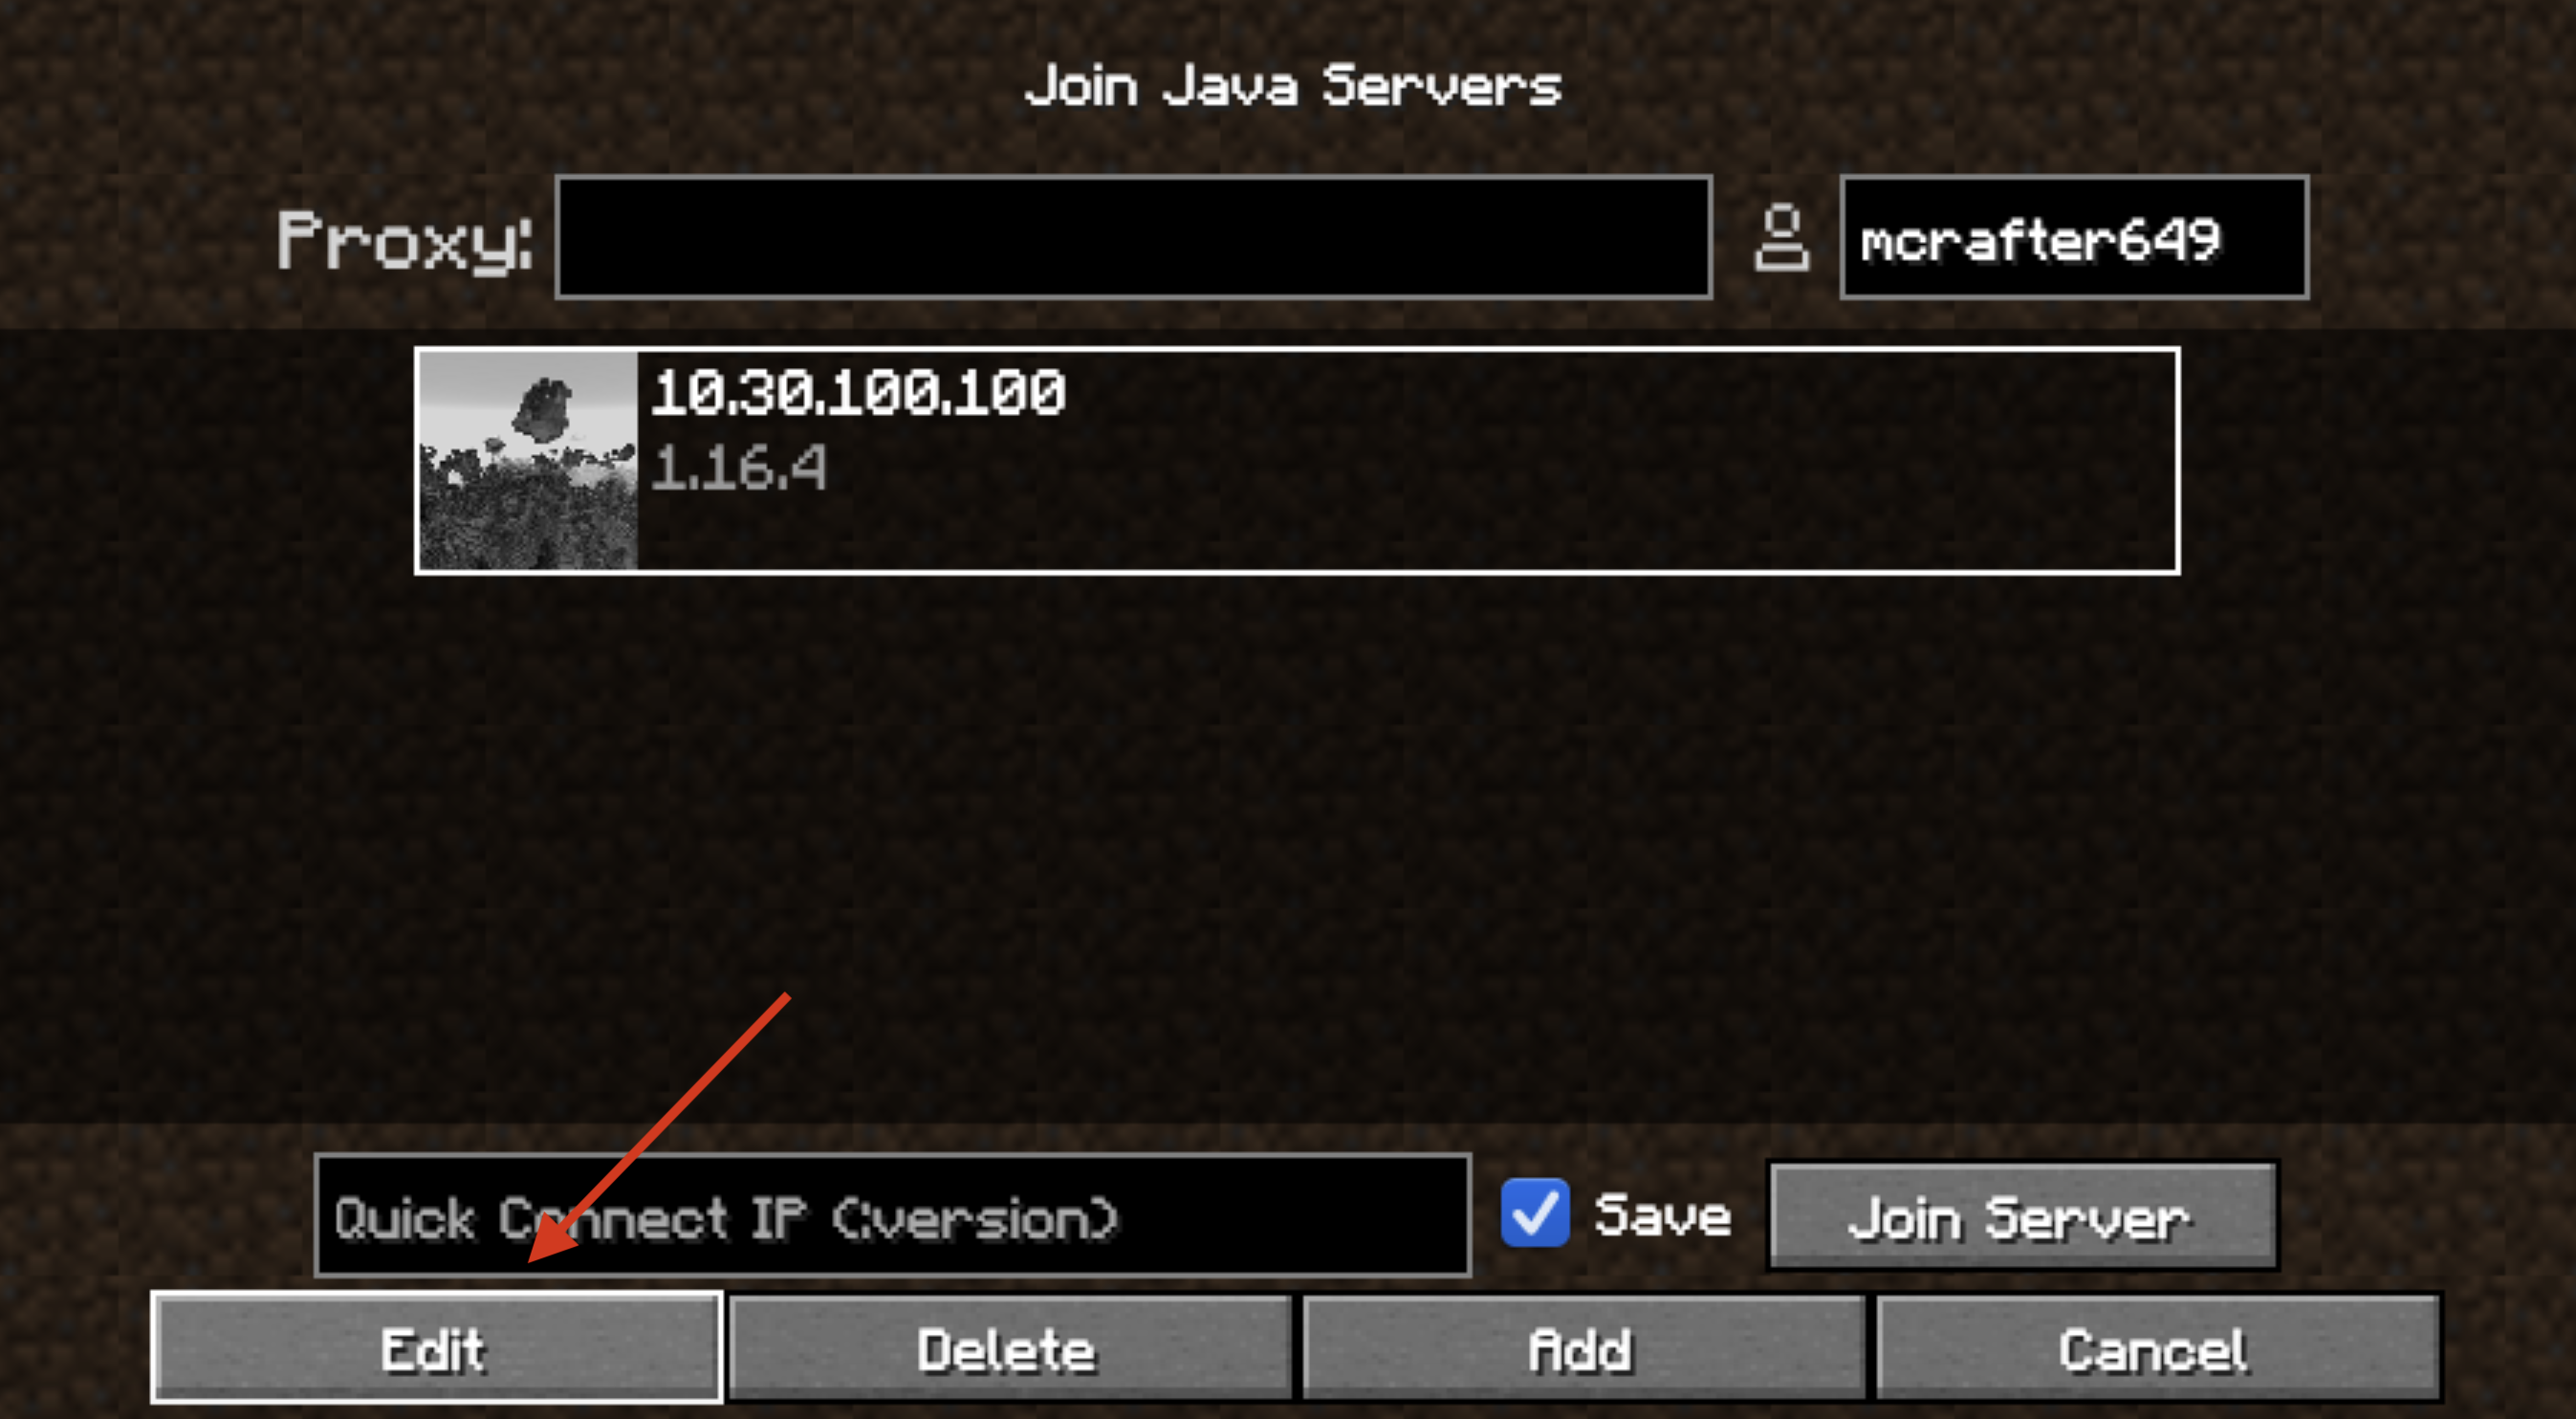 Join Java Servers
Proxy: mcrafter649
10.30.100.100
1.16.4
Quick Connect IP (:version) Save Join Server
Edit Delete Add Cancel